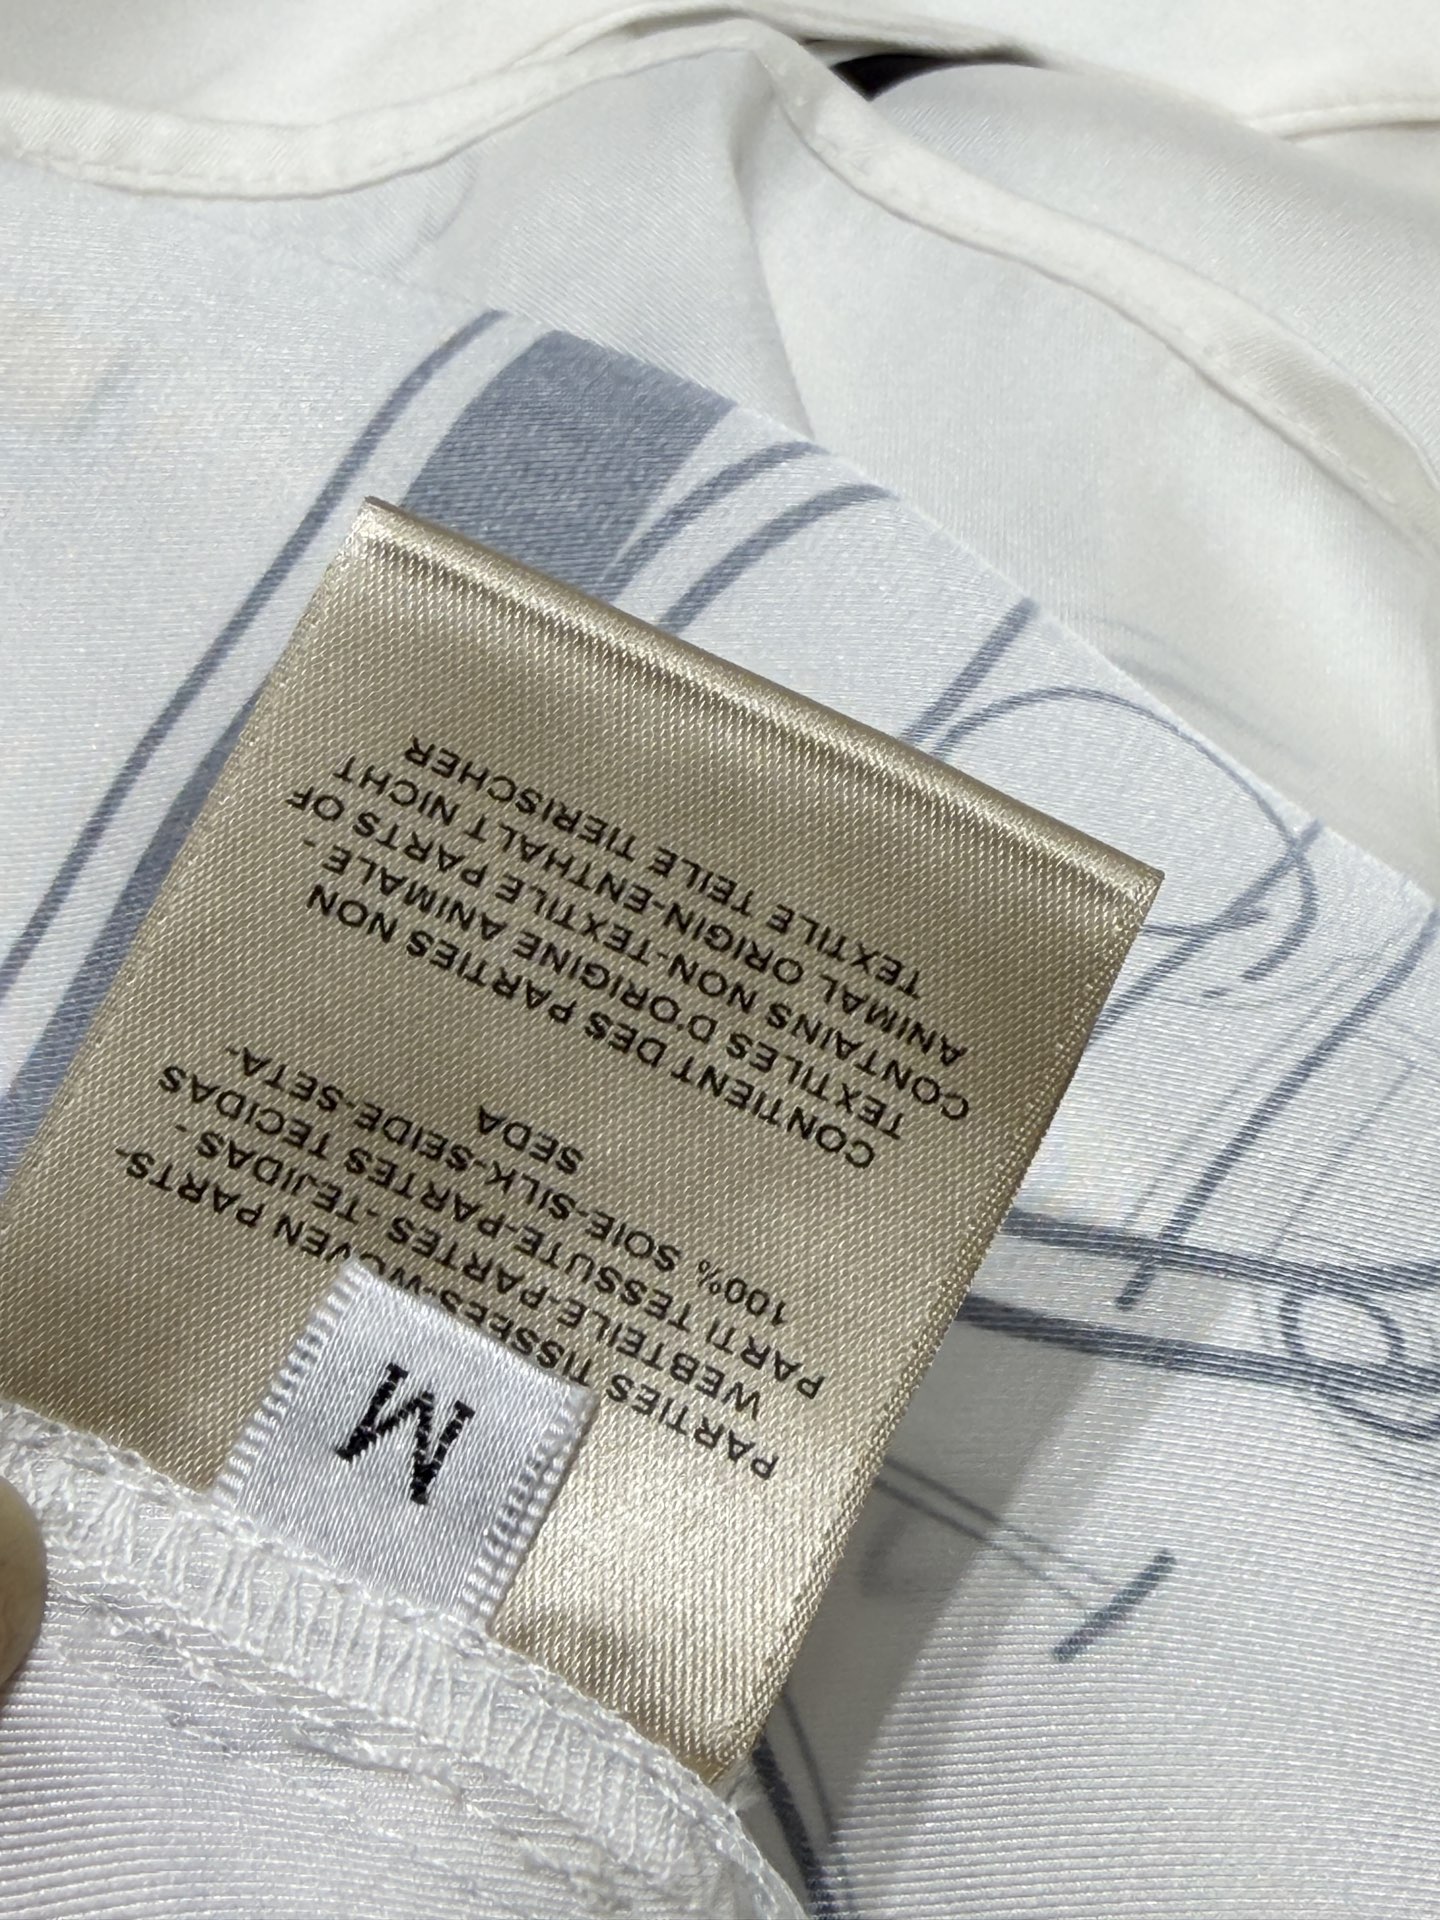 PARTIES TISSEES-WOVEN PARTS-
WEBTEILE-PARTES -TEJIDAS-
PARTI TESSUTE-PARTES TECIDAS
100% SOIE-SILK-SEIDE-SETA-
SEDA
CONTIENT DES PARTIES NON
TEXTILES D'ORIGINE ANIMALE-
CONTAINS NON-TEXTILE PARTS OF
ANIMAL ORIGIN-ENTHALT NICHT
TEXTILE TEILE TIERISCHER
M